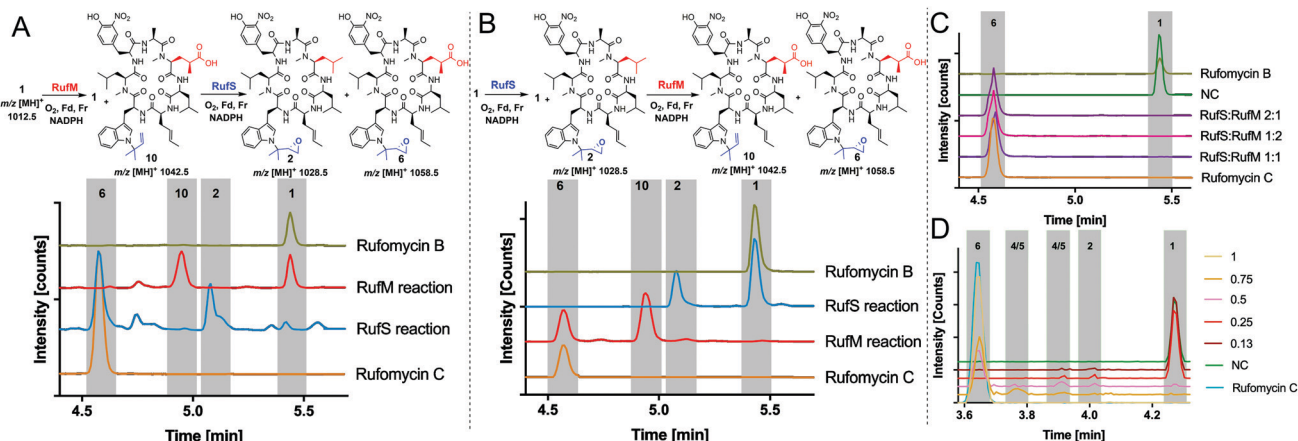 A
1
m/z [MH]⁺
1012.5
RufM
O₂, Fd, Fr
NADPH
1 +
10
m/z [MH]⁺ 1042.5
RufS
O₂, Fd, Fr
NADPH
2
m/z [MH]⁺ 1028.5
+
6
m/z [MH]⁺ 1058.5
6
10
2
1
Rufomycin B
RufM reaction
RufS reaction
Rufomycin C
Intensity [counts]
4.5
5.0
5.5
Time [min]
B
1
RufS
O₂, Fd, Fr
NADPH
1 +
2
m/z [MH]⁺ 1028.5
RufM
O₂, Fd, Fr
NADPH
10
m/z [MH]⁺ 1042.5
+
6
m/z [MH]⁺ 1058.5
6
10
2
1
Rufomycin B
RufS reaction
RufM reaction
Rufomycin C
Intensity [Counts]
4.5
5.0
5.5
Time [min]
C
6
1
Rufomycin B
NC
RufS:RufM 2:1
RufS:RufM 1:2
RufS:RufM 1:1
Rufomycin C
Intensity [counts]
4.5
5.0
5.5
Time [min]
D
6
4/5
4/5
2
1
1
0.75
0.5
0.25
0.13
NC
Rufomycin C
Intensity [Counts]
3.6
3.8
4.0
4.2
Time [min]